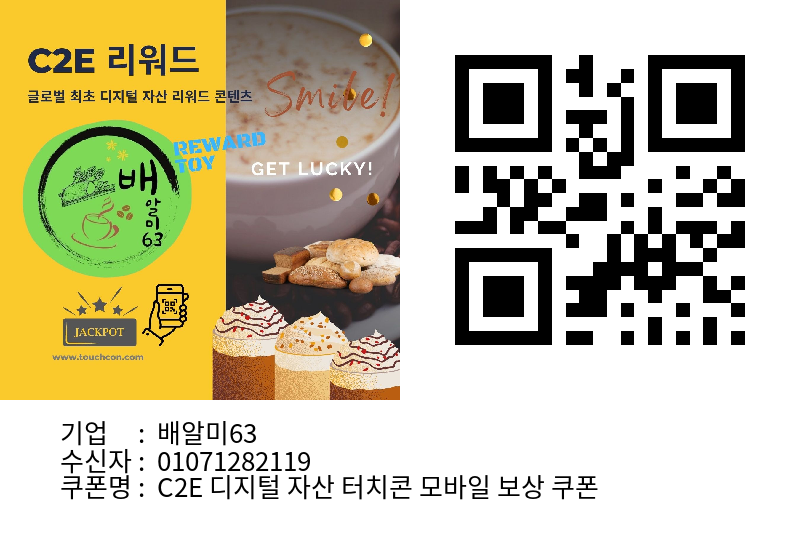 C2E 리워드
글로벌 최초 디지털 자산 리워드 콘텐츠
Smile!
REWARD
TOY
GET LUCKY!
배
알
미
63
JACKPOT
www.touchcon.com
기업 : 배알미63
수신자 : 01071282119
쿠폰명 : C2E 디지털 자산 터치콘 모바일 보상 쿠폰